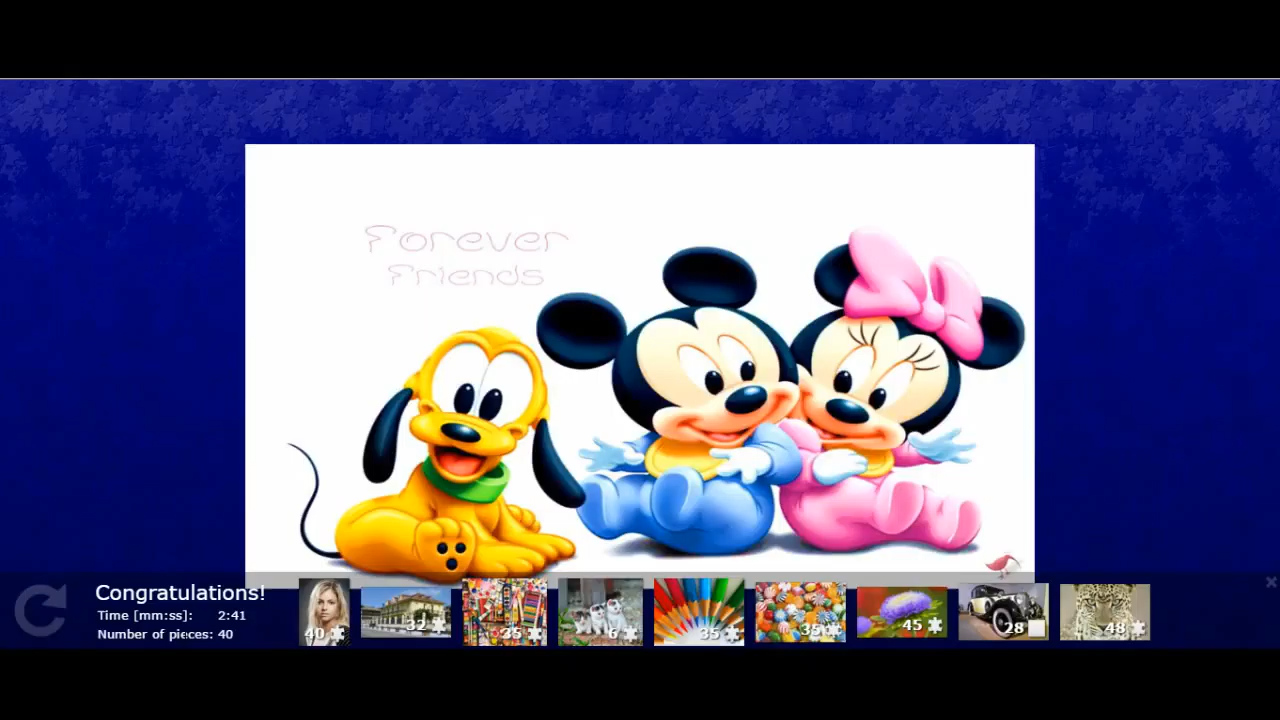 Forever
Friends
Congratulations!
Time [mm:ss]: 2:41
Number of pieces: 40
40
32
35
6
35
35
45
28
48